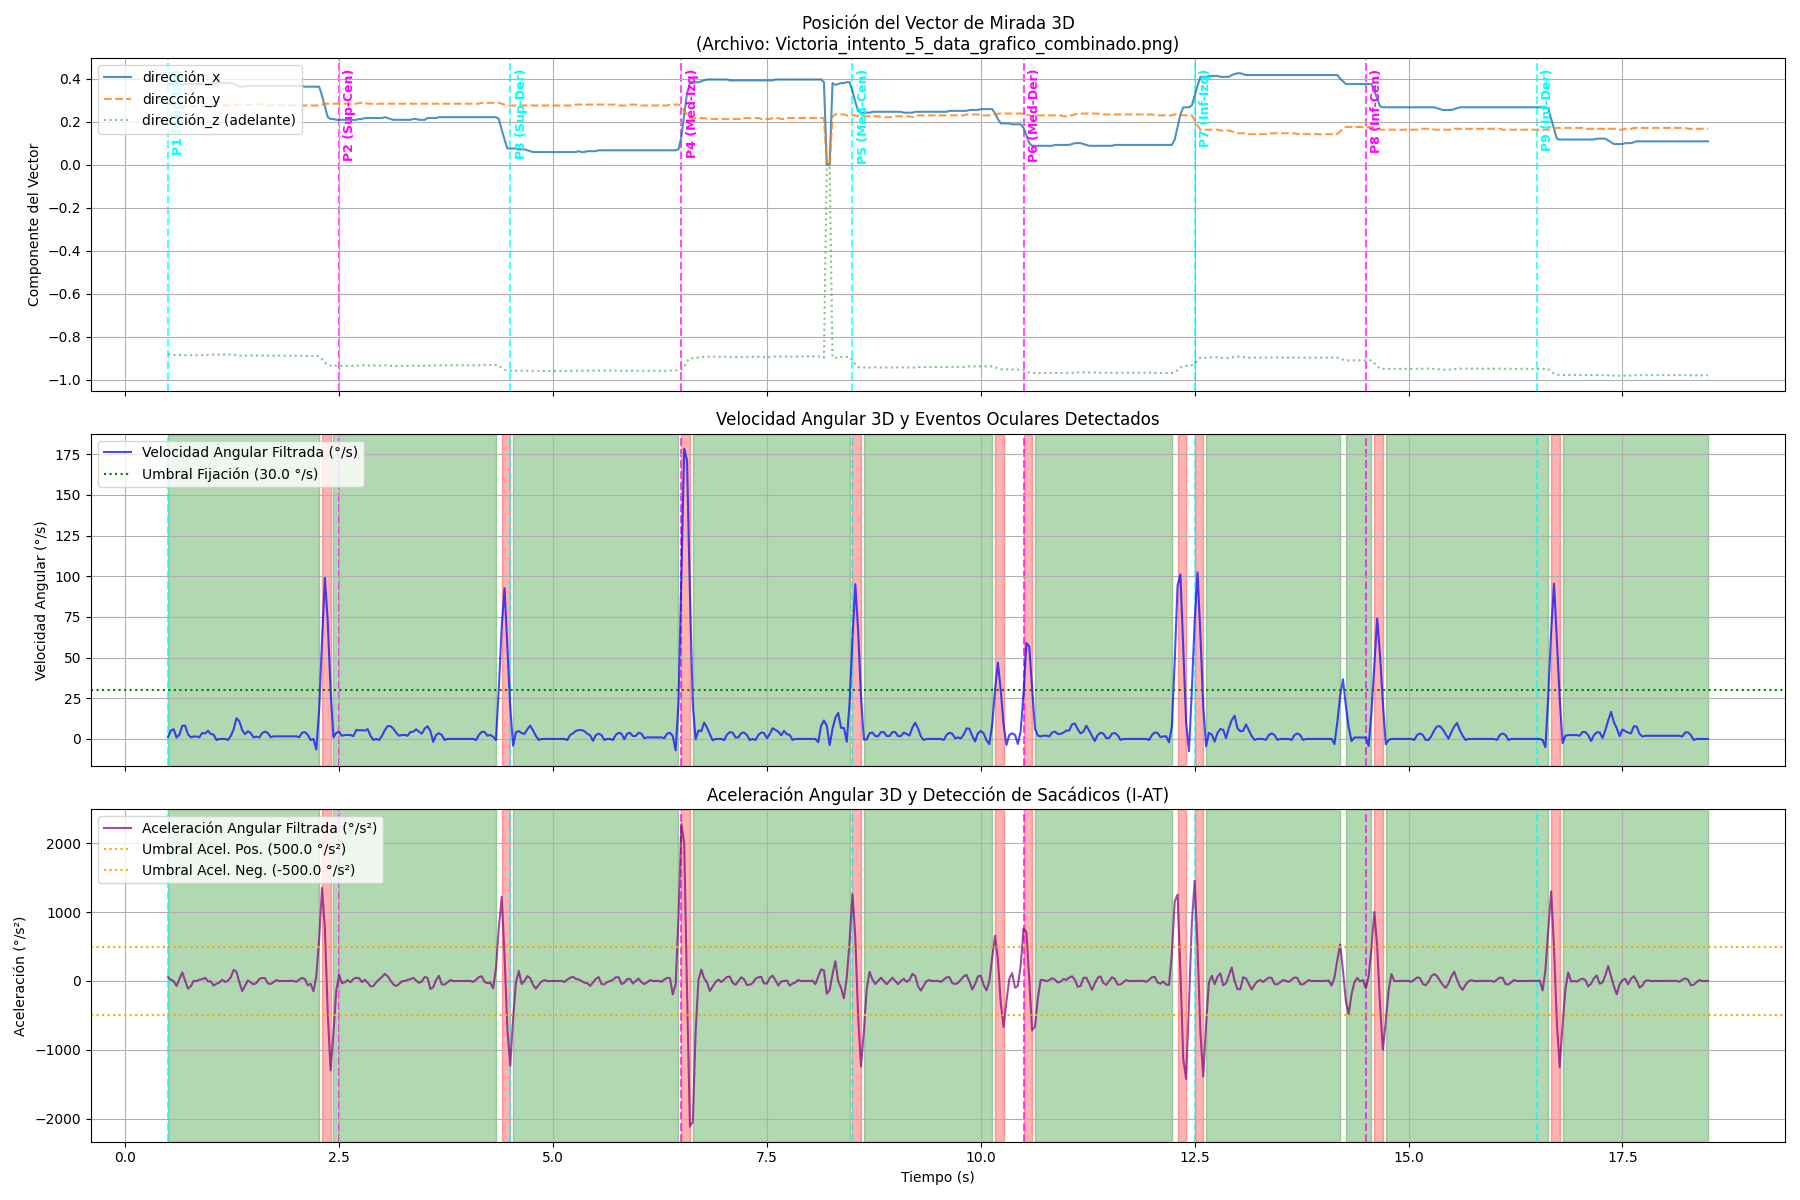 Posición del Vector de Mirada 3D
(Archivo: Victoria_intento_5_data_grafico_combinado.png)
Componente del Vector
0.4
0.2
0.0
−0.2
−0.4
−0.6
−0.8
−1.0
dirección_x
dirección_y
dirección_z (adelante)
P1
P2 (Sup-Cen)
P3 (Sup-Der)
P4 (Med-Izq)
P5 (Med-Cen)
P6 (Med-Der)
P7 (Inf-Izq)
P8 (Inf-Cen)
P9 (Inf-Der)
Velocidad Angular 3D y Eventos Oculares Detectados
Velocidad Angular (°/s)
175
150
125
100
75
50
25
0
Velocidad Angular Filtrada (°/s)
Umbral Fijación (30.0 °/s)
Aceleración Angular 3D y Detección de Sacádicos (I-AT)
Aceleración (°/s²)
2000
1000
0
−1000
−2000
Aceleración Angular Filtrada (°/s²)
Umbral Acel. Pos. (500.0 °/s²)
Umbral Acel. Neg. (-500.0 °/s²)
0.0
2.5
5.0
7.5
10.0
12.5
15.0
17.5
Tiempo (s)